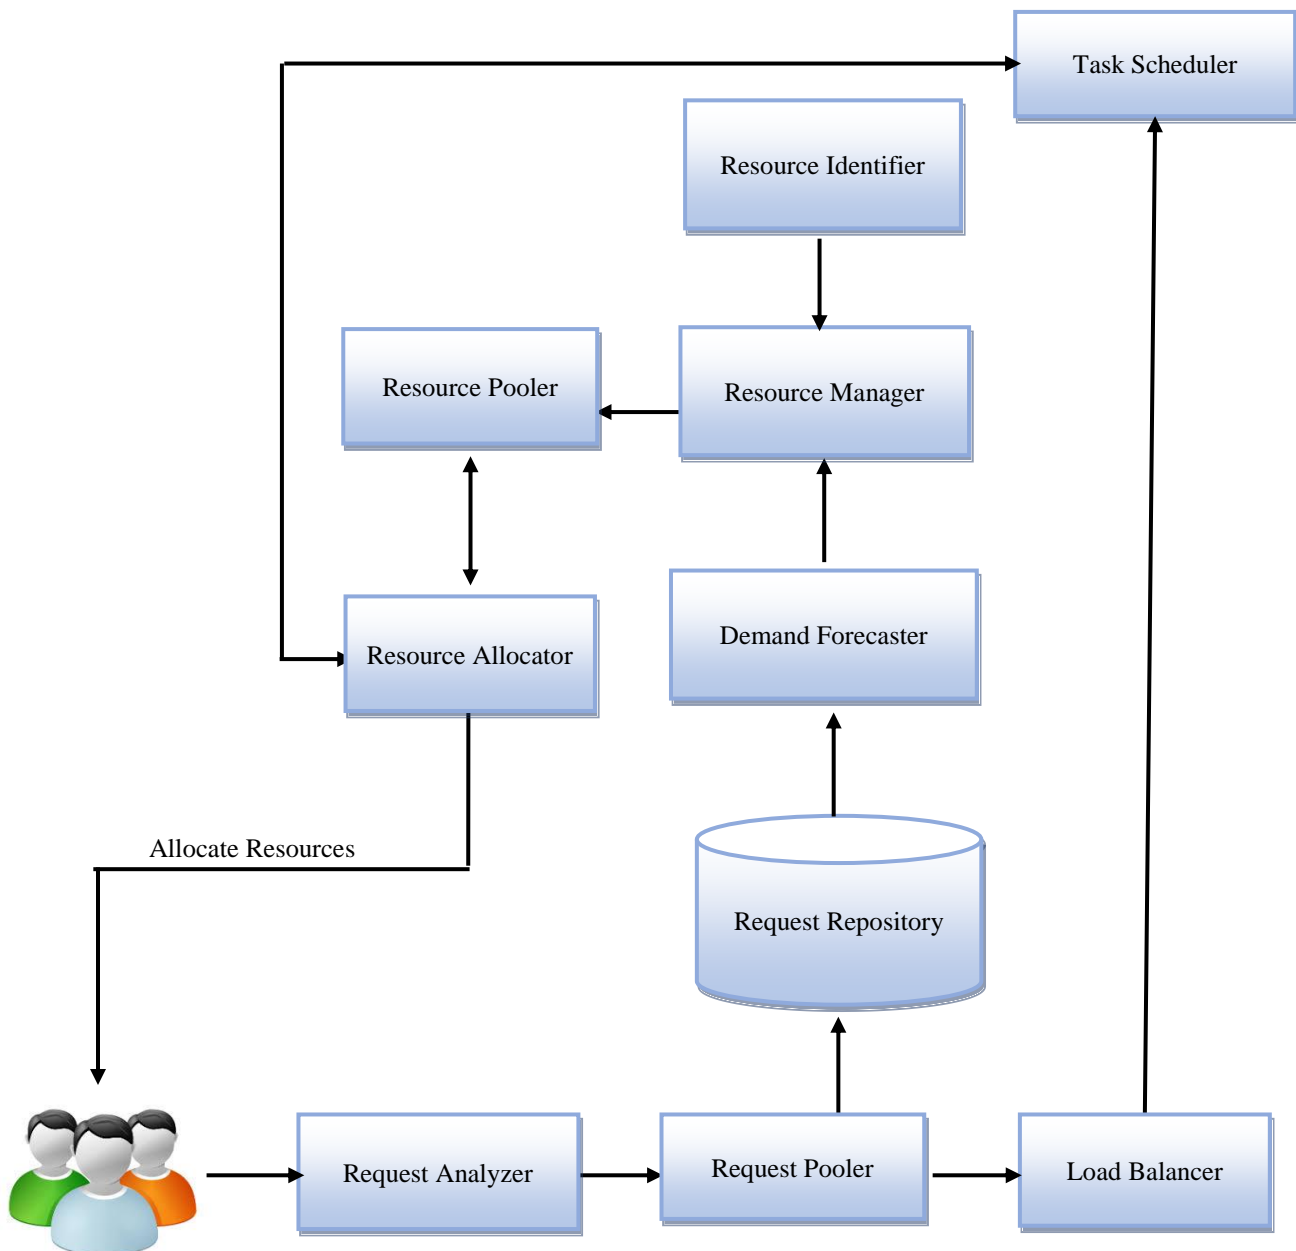 Task Scheduler
Resource Identifier
Resource Pooler
Resource Manager
Resource Allocator
Demand Forecaster
Allocate Resources
Request Repository
Request Analyzer
Request Pooler
Load Balancer